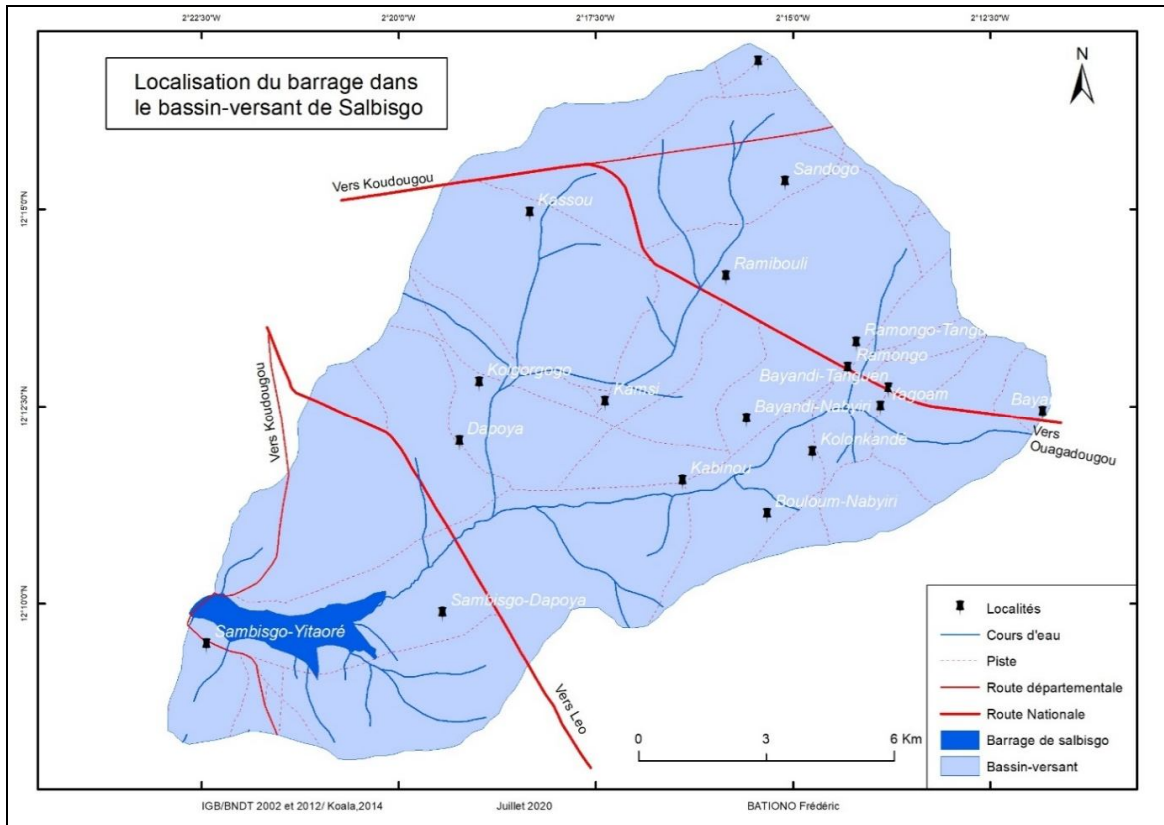 2°22'30"W
2°20'0"W
2°17'30"W
2°15'0"W
2°12'30"W
N
Localisation du barrage dans
le bassin-versant de Salbisgo
Sandogo
Vers Koudougou
Kassou
12°15'0"N
Ramibouli
Ramongo-Tangu
Ramongo
Vers Koudougou
Bayandi-Tanguen
Kamsi
Yagoam
12°12'30"N
Bayandi-Nabyiri
Vers
Ouagadougou
Dapoya
Kolonkandé
Kabinou
Bouloum-Nabyiri
12°10'0"N
Sambisgo-Dapoya
Sambisgo-Yitaoré
Vers Leo
0 3 6 Km
Localités
Cours d'eau
Piste
Route départementale
Route Nationale
Barrage de salbisgo
Bassin-versant
IGB/BNDT 2002 et 2012/ Koala,2014
Juillet 2020
BATIONO Frédéric